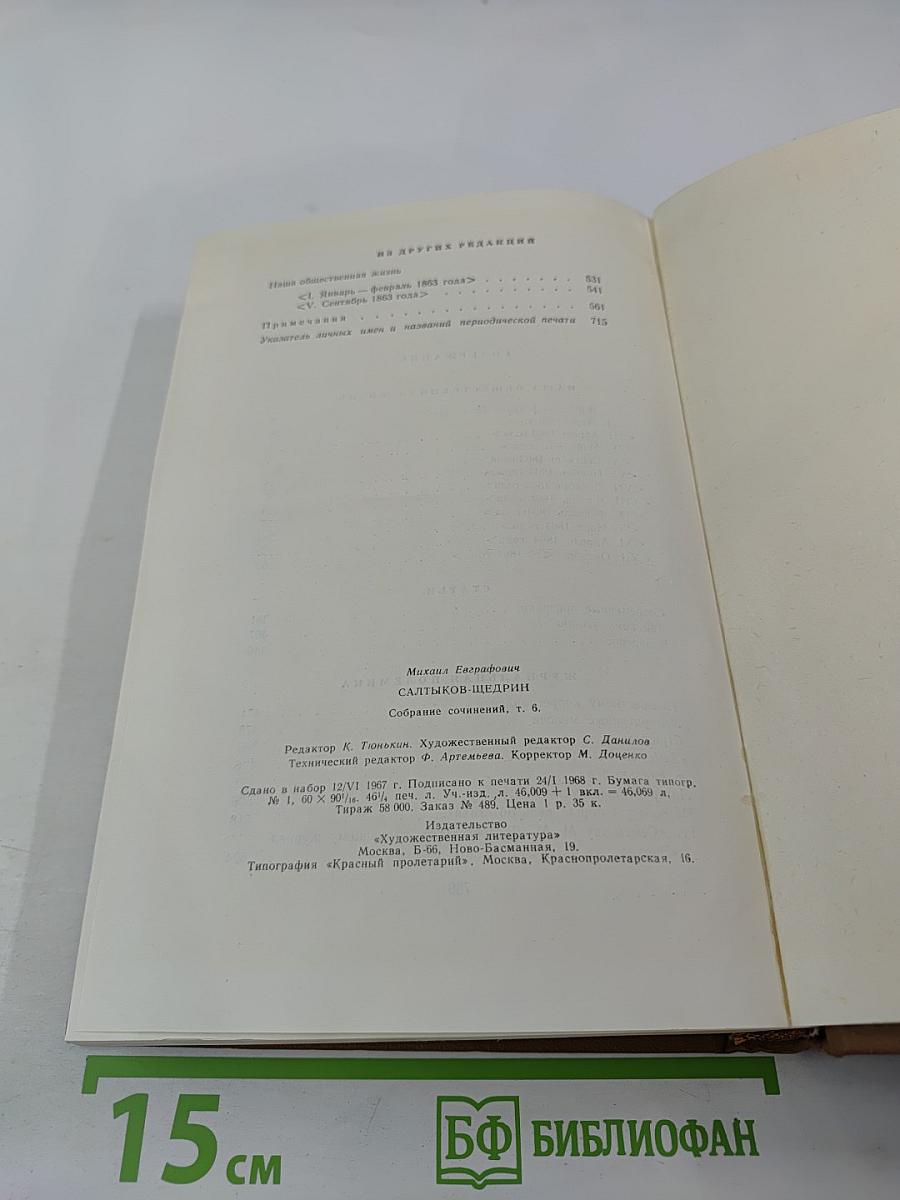 ИЗ ДРУГИХ РЕДАКЦИЙ
Наша общественная жизнь
<I. Январь — февраль 1863 года> . . . . . . . 531
<V. Сентябрь 1863 года> . . . . . . . . . . 541
Примечания . . . . . . . . . . . . . . . 561
Указатель личных имен и названий периодической печати 715
Михаил Евграфович
САЛТЫКОВ-ЩЕДРИН
Собрание сочинений, т. 6.
Редактор К. Тюнькин. Художественный редактор С. Данилов
Технический редактор Ф. Артемьева. Корректор М. Доценко
Сдано в набор 12/VI 1967 г. Подписано к печати 24/I 1968 г. Бумага типогр.
№ 1, 60 × 90 1/16. 46 1/4 печ. л. Уч.-изд. л. 46,009 + 1 вкл. = 46,069 л.
Тираж 58 000. Заказ № 489. Цена 1 р. 35 к.
Издательство
«Художественная литература»
Москва, Б-66, Ново-Басманная, 19.
Типография «Красный пролетарий». Москва, Краснопролетарская, 16.
15 см
БФ БИБЛИОФАН